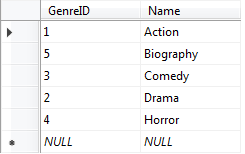 GenreID Name
1 Action
5 Biography
3 Comedy
2 Drama
4 Horror
NULL NULL